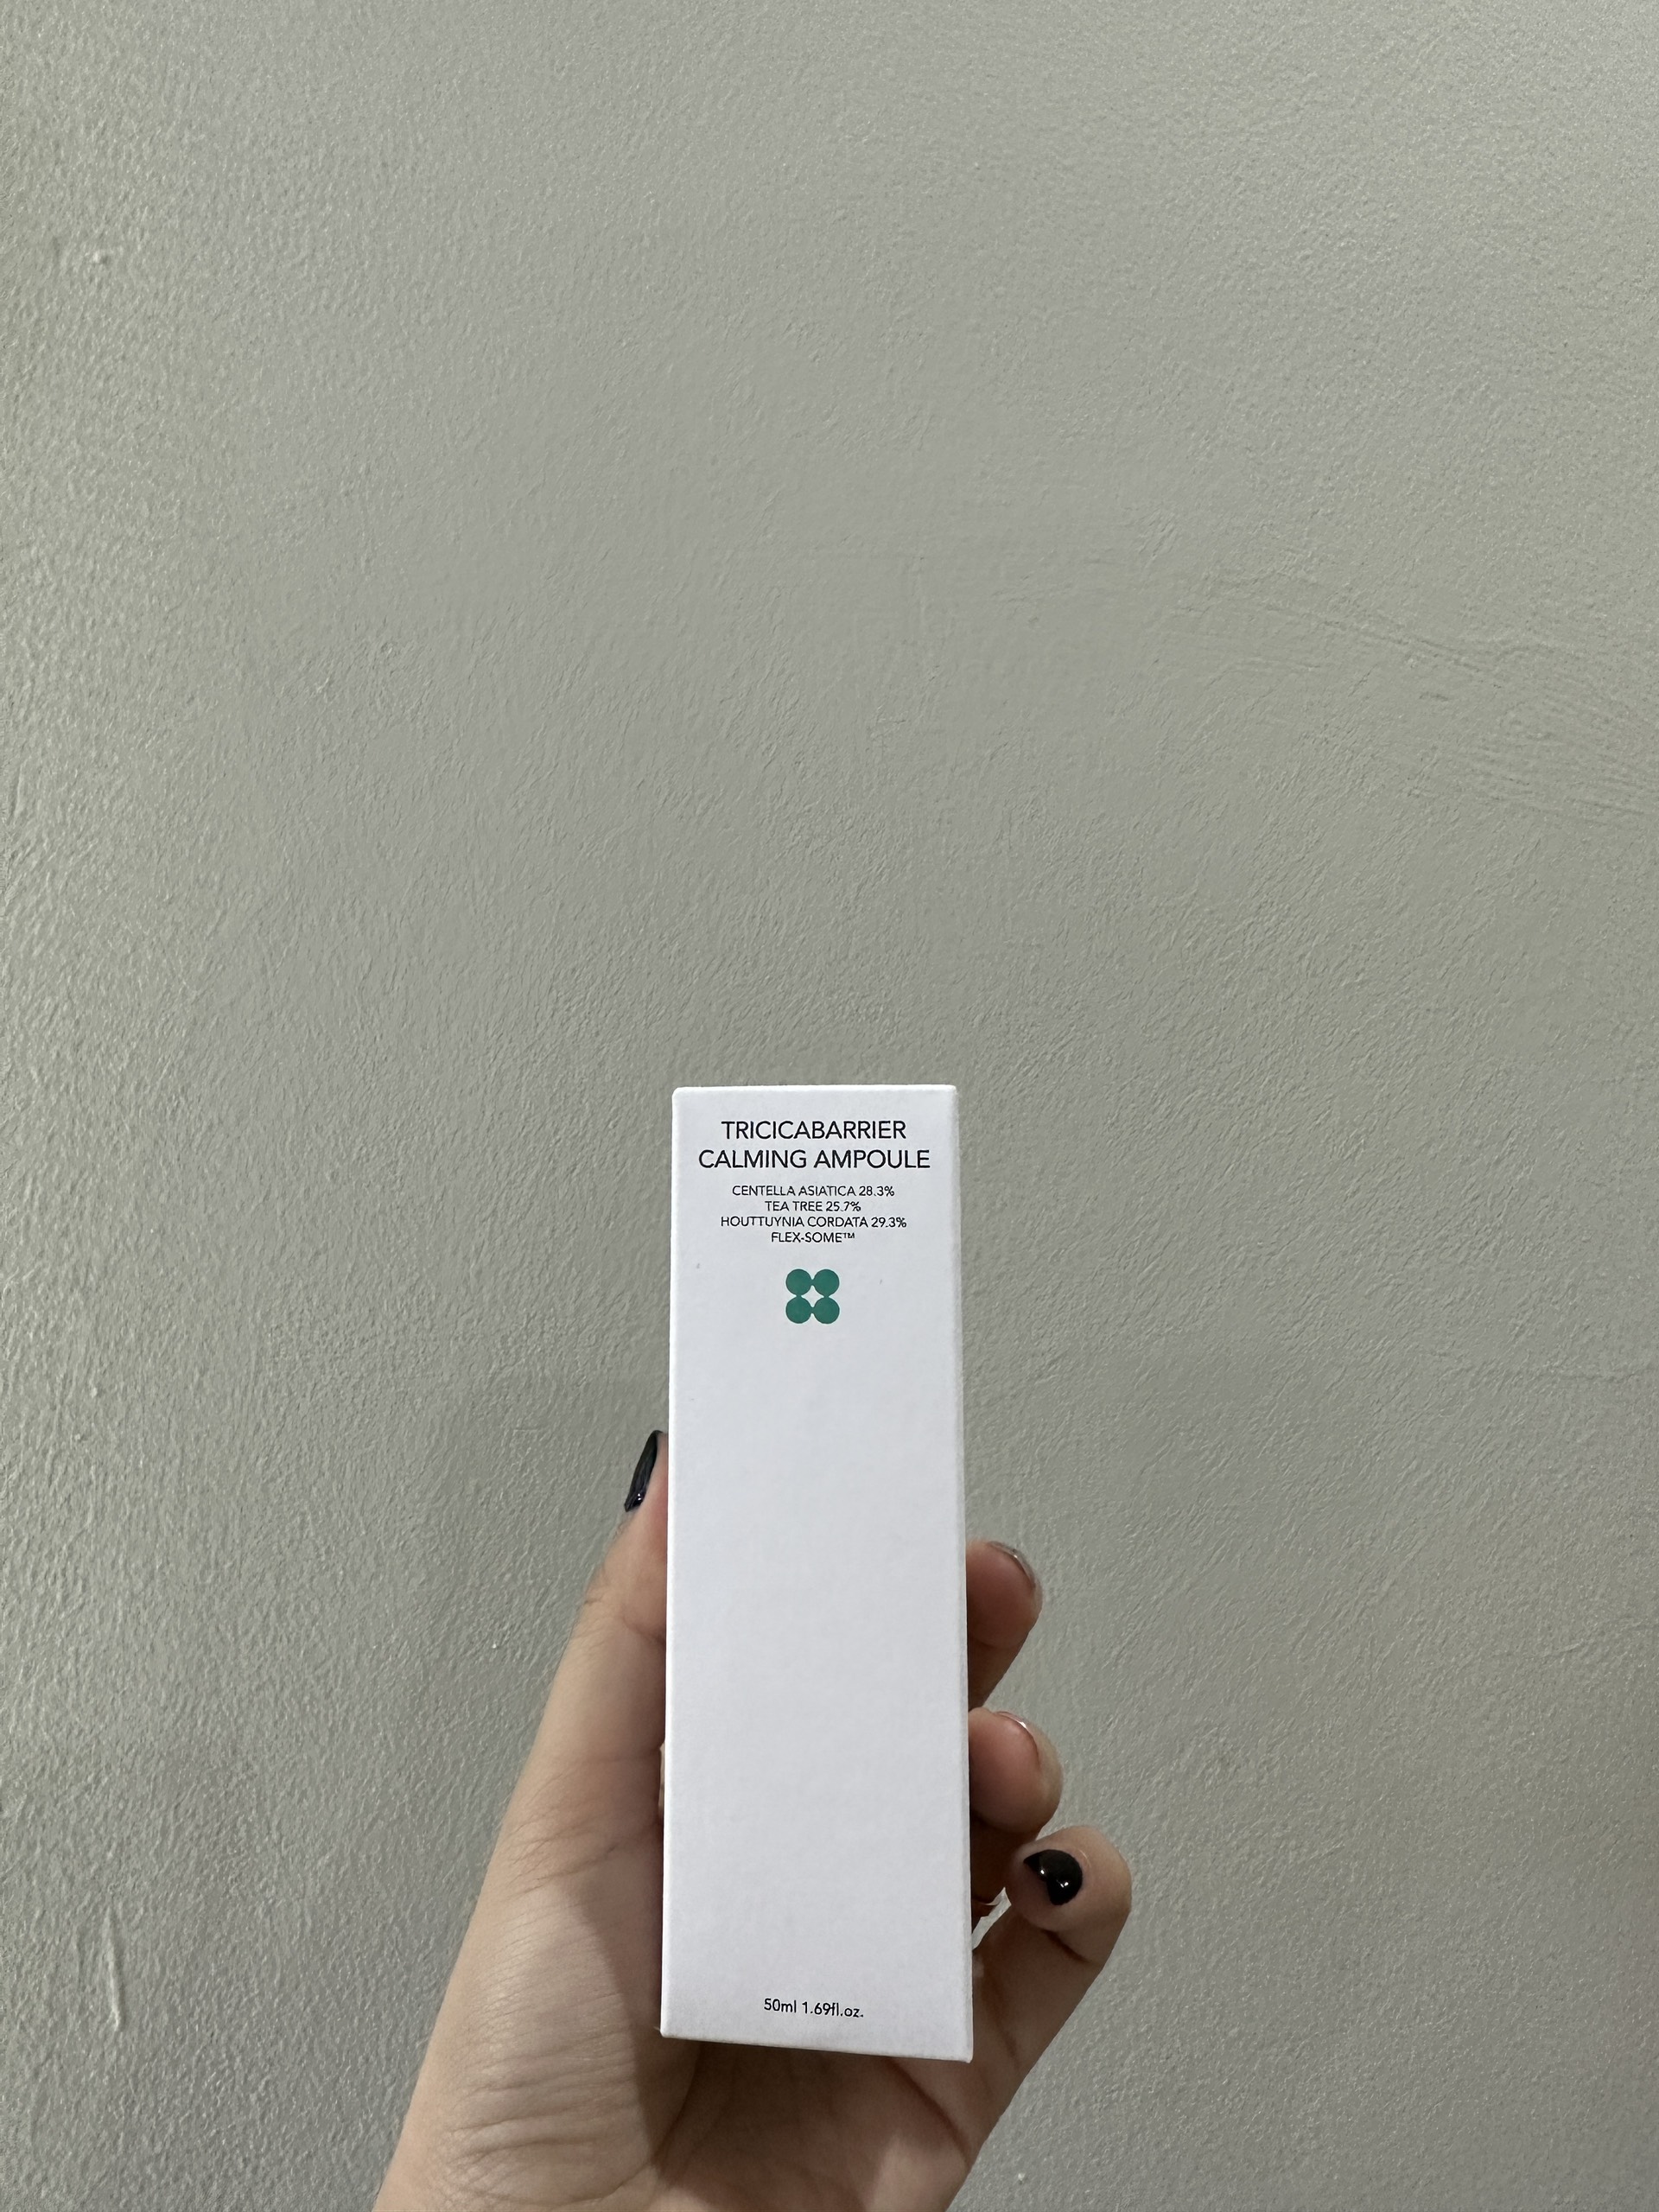 TRICICABARRIER
CALMING AMPOULE
CENTELLA ASIATICA 28.3%
TEA TREE 25.7%
HOUTTUYNIA CORDATA 29.3%
FLEX-SOME™
50ml 1.69fl.oz.